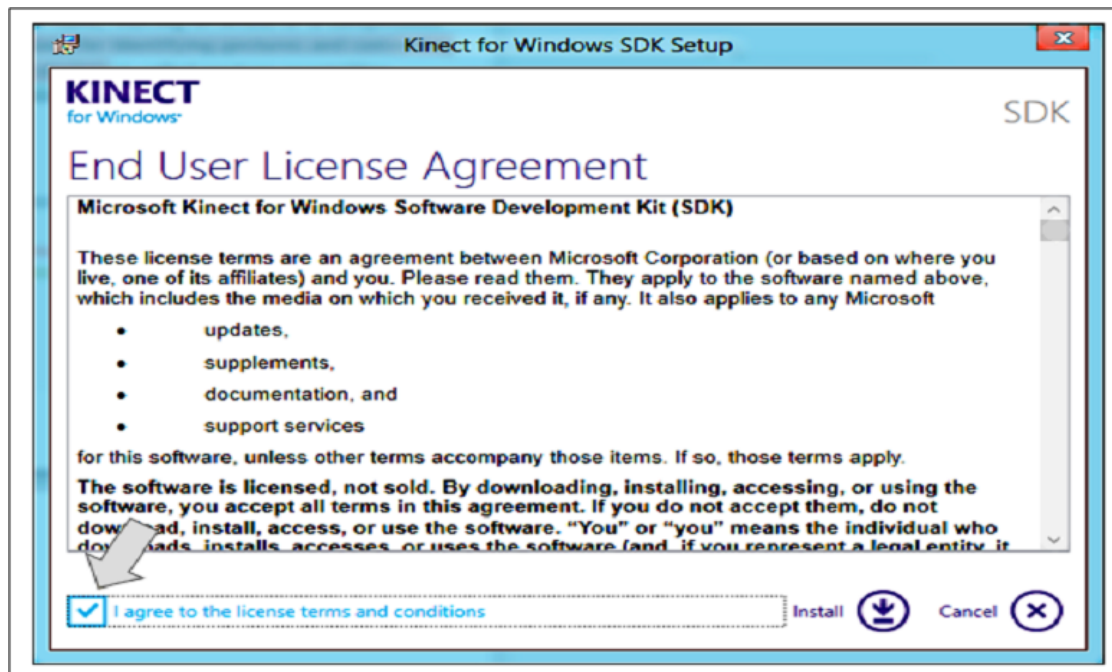 Kinect for Windows SDK Setup
KINECT
for Windows
SDK
End User License Agreement
Microsoft Kinect for Windows Software Development Kit (SDK)
These license terms are an agreement between Microsoft Corporation (or based on where you
live, one of its affiliates) and you. Please read them. They apply to the software named above,
which includes the media on which you received it, if any. It also applies to any Microsoft
• updates,
• supplements,
• documentation, and
• support services
for this software, unless other terms accompany those items. If so, those terms apply.
The software is licensed, not sold. By downloading, installing, accessing, or using the
software, you accept all terms in this agreement. If you do not accept them, do not
download, install, access, or use the software. “You” or “you” means the individual who
downloads, installs, accesses, or uses the software (and, if you represent a legal entity, it
I agree to the license terms and conditions Install Cancel